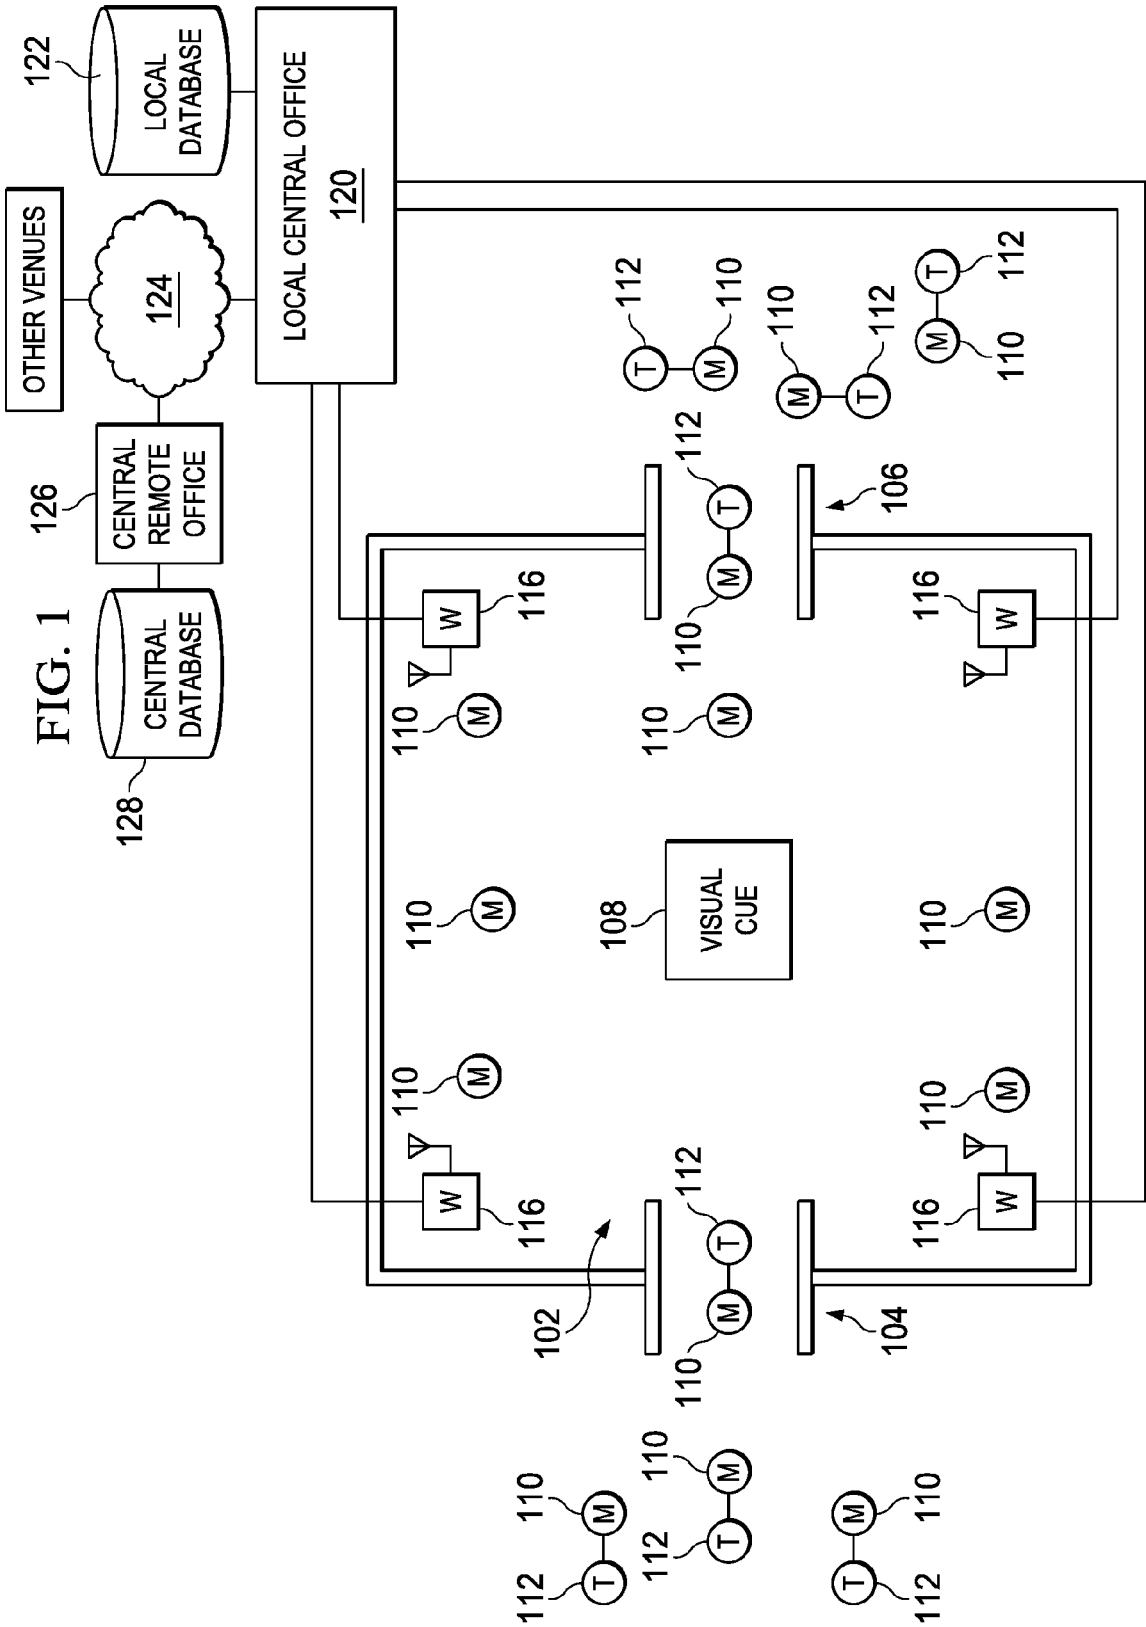 FIG. 1
OTHER VENUES
122
126
128
CENTRAL
DATABASE
CENTRAL
REMOTE
OFFICE
124
LOCAL
DATABASE
LOCAL CENTRAL OFFICE
120
110
110
110
W
M
M
M
W
116
116
112
110
102
T
M
108
112
T
112
110
110
110
112
110
112
VISUAL
CUE
T
M
M
T
M
M
T
M
110
110
M
T
112
T
M
104
106
112
110
116
110
110
116
M
T
W
M
M
W
110
112